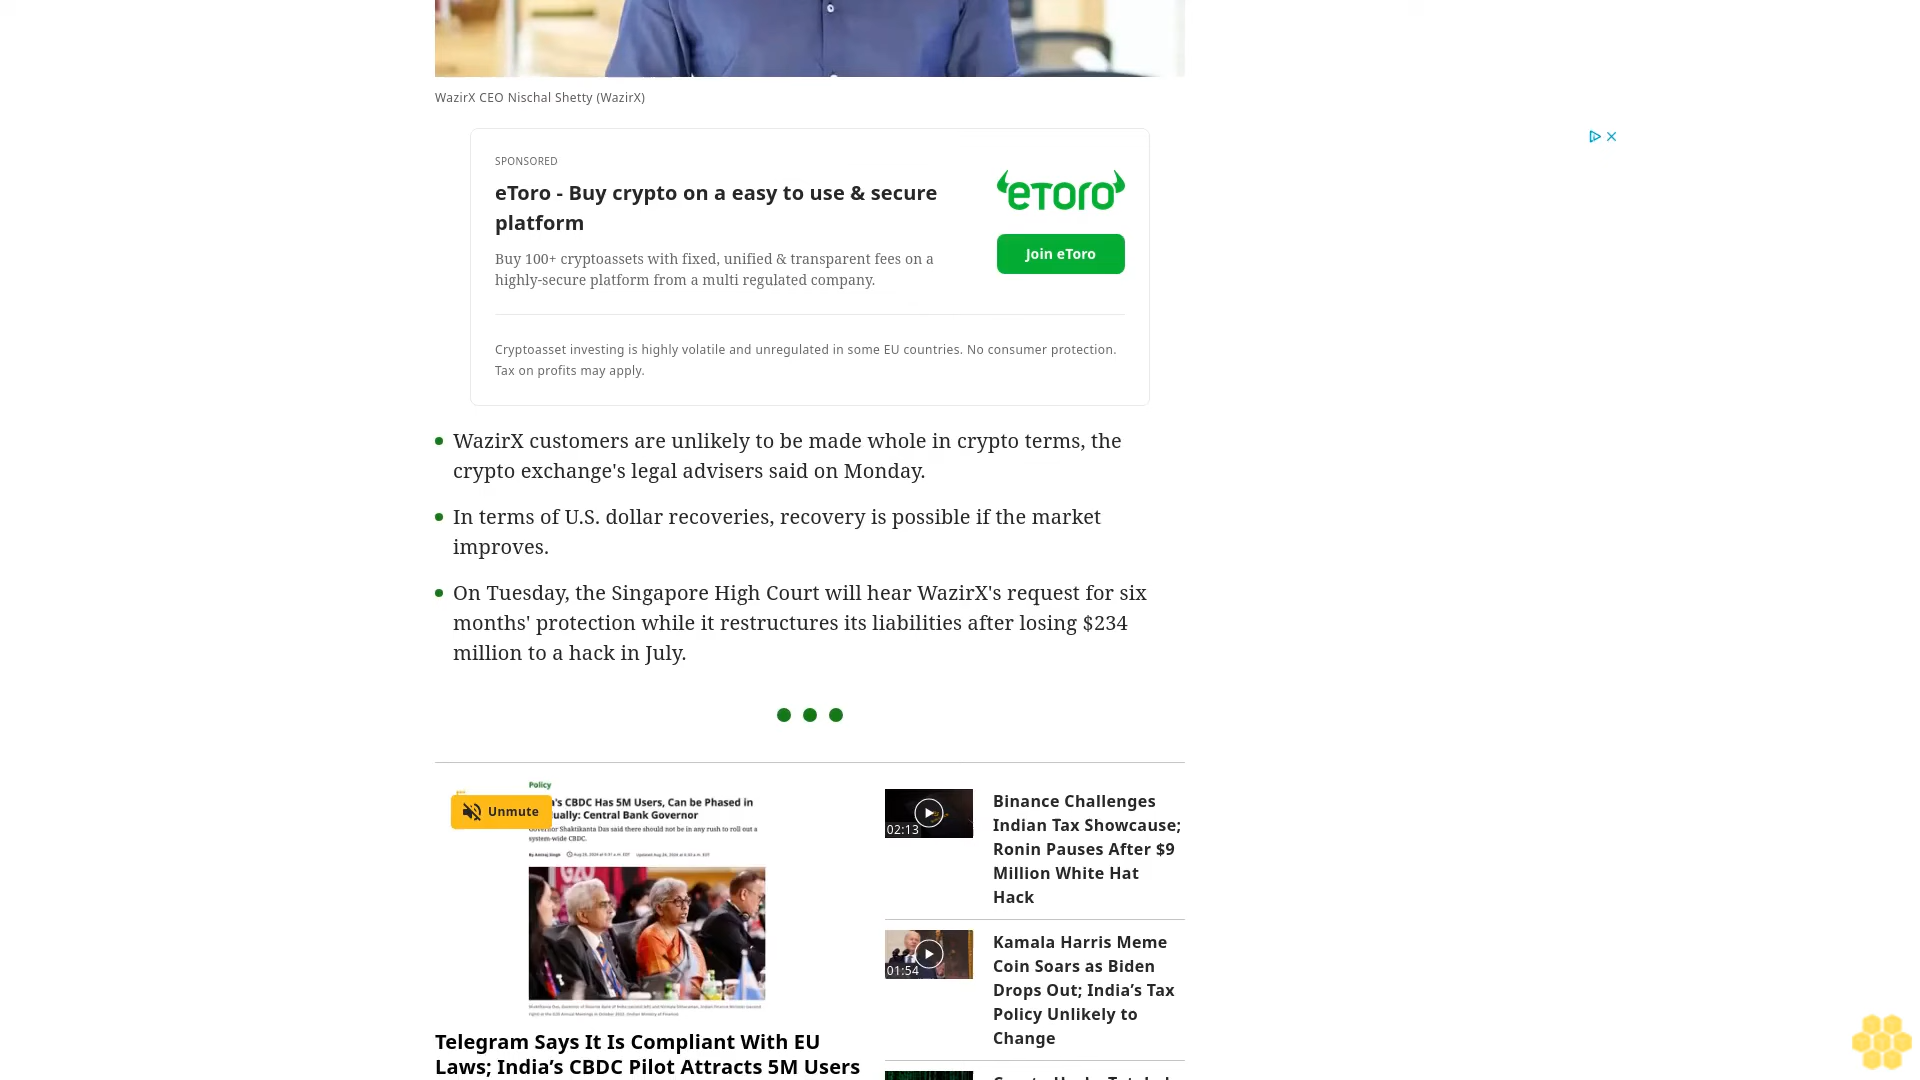 WazirX CEO Nischal Shetty (WazirX)
SPONSORED
eToro - Buy crypto on a easy to use & secure
platform
Buy 100+ cryptoassets with fixed, unified & transparent fees on a
highly-secure platform from a multi regulated company.
eToro
Join eToro
Cryptoasset investing is highly volatile and unregulated in some EU countries. No consumer protection.
Tax on profits may apply.
WazirX customers are unlikely to be made whole in crypto terms, the
crypto exchange's legal advisers said on Monday.
In terms of U.S. dollar recoveries, recovery is possible if the market
improves.
On Tuesday, the Singapore High Court will hear WazirX's request for six
months' protection while it restructures its liabilities after losing $234
million to a hack in July.
Policy
's CBDC Has 5M Users, Can be Phased in
ually: Central Bank Governor
Unmute
Governor Shaktikanta Das said there should not be in any rush to roll out a
system-wide CBDC.
Telegram Says It Is Compliant With EU
Laws; India’s CBDC Pilot Attracts 5M Users
02:13
Binance Challenges
Indian Tax Showcause;
Ronin Pauses After $9
Million White Hat
Hack
01:54
Kamala Harris Meme
Coin Soars as Biden
Drops Out; India’s Tax
Policy Unlikely to
Change